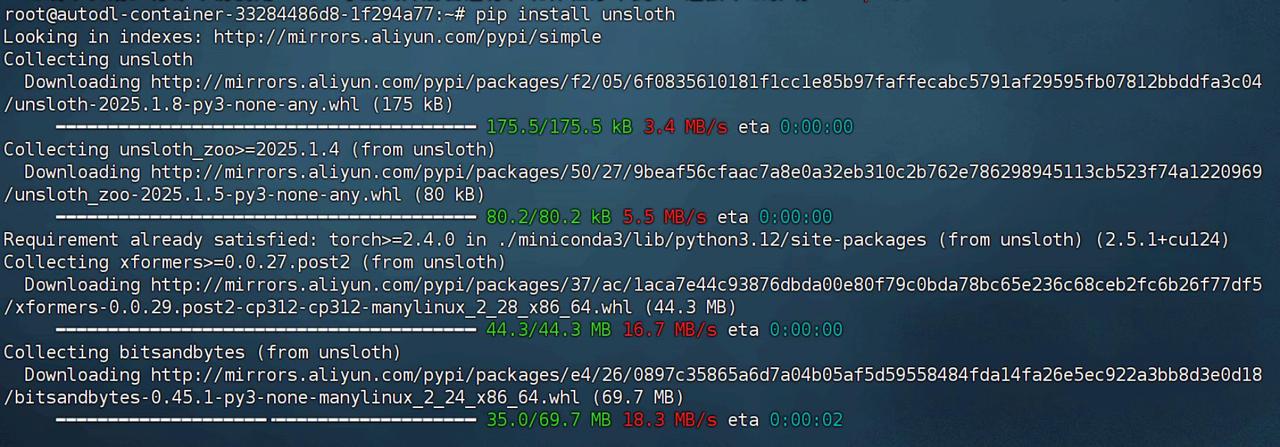 root@autodl-container-33284486d8-1f294a77:~# pip install unsloth
Looking in indexes: http://mirrors.aliyun.com/pypi/simple
Collecting unsloth
  Downloading http://mirrors.aliyun.com/pypi/packages/f2/05/6f0835610181f1cc1e85b97faffecabc5791af29595fb07812bbddfa3c04
/unsloth-2025.1.8-py3-none-any.whl (175 kB)
175.5/175.5 kB 3.4 MB/s eta 0:00:00
Collecting unsloth_zoo>=2025.1.4 (from unsloth)
  Downloading http://mirrors.aliyun.com/pypi/packages/50/27/9beaf56cfaac7a8e0a32eb310c2b762e786298945113cb523f74a1220969
/unsloth_zoo-2025.1.5-py3-none-any.whl (80 kB)
80.2/80.2 kB 5.5 MB/s eta 0:00:00
Requirement already satisfied: torch>=2.4.0 in ./miniconda3/lib/python3.12/site-packages (from unsloth) (2.5.1+cu124)
Collecting xformers>=0.0.27.post2 (from unsloth)
  Downloading http://mirrors.aliyun.com/pypi/packages/37/ac/1aca7e44c93876dbda00e80f79c0bda78bc65e236c68ceb2fc6b26f77df5
/xformers-0.0.29.post2-cp312-cp312-manylinux_2_28_x86_64.whl (44.3 MB)
44.3/44.3 MB 16.7 MB/s eta 0:00:00
Collecting bitsandbytes (from unsloth)
  Downloading http://mirrors.aliyun.com/pypi/packages/e4/26/0897c35865a6d7a04b05af5d59558484fda14fa26e5ec922a3bb8d3e0d18
/bitsandbytes-0.45.1-py3-none-manylinux_2_24_x86_64.whl (69.7 MB)
35.0/69.7 MB 18.3 MB/s eta 0:00:02